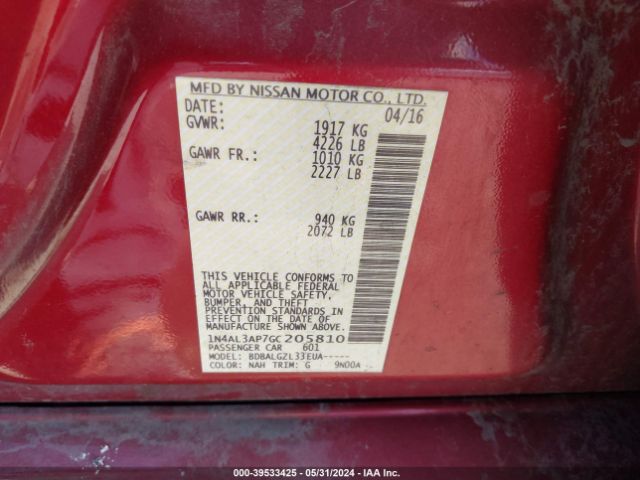 MFD BY NISSAN MOTOR CO., LTD.
DATE: 04/16
GVWR: 1917 KG
4226 LB
GAWR FR.: 1010 KG
2227 LB
GAWR RR.: 940 KG
2072 LB
THIS VEHICLE CONFORMS TO
ALL APPLICABLE FEDERAL
MOTOR VEHICLE SAFETY,
BUMPER, AND THEFT
PREVENTION STANDARDS IN
EFFECT ON THE DATE OF
MANUFACTURE SHOWN ABOVE.
1N4AL3AP7GC205810
PASSENGER CAR 601
MODEL: BDBALGZL33EUA-----
COLOR: NAH TRIM: G 9N00A
000-39533425 - 05/31/2024 - IAA Inc.